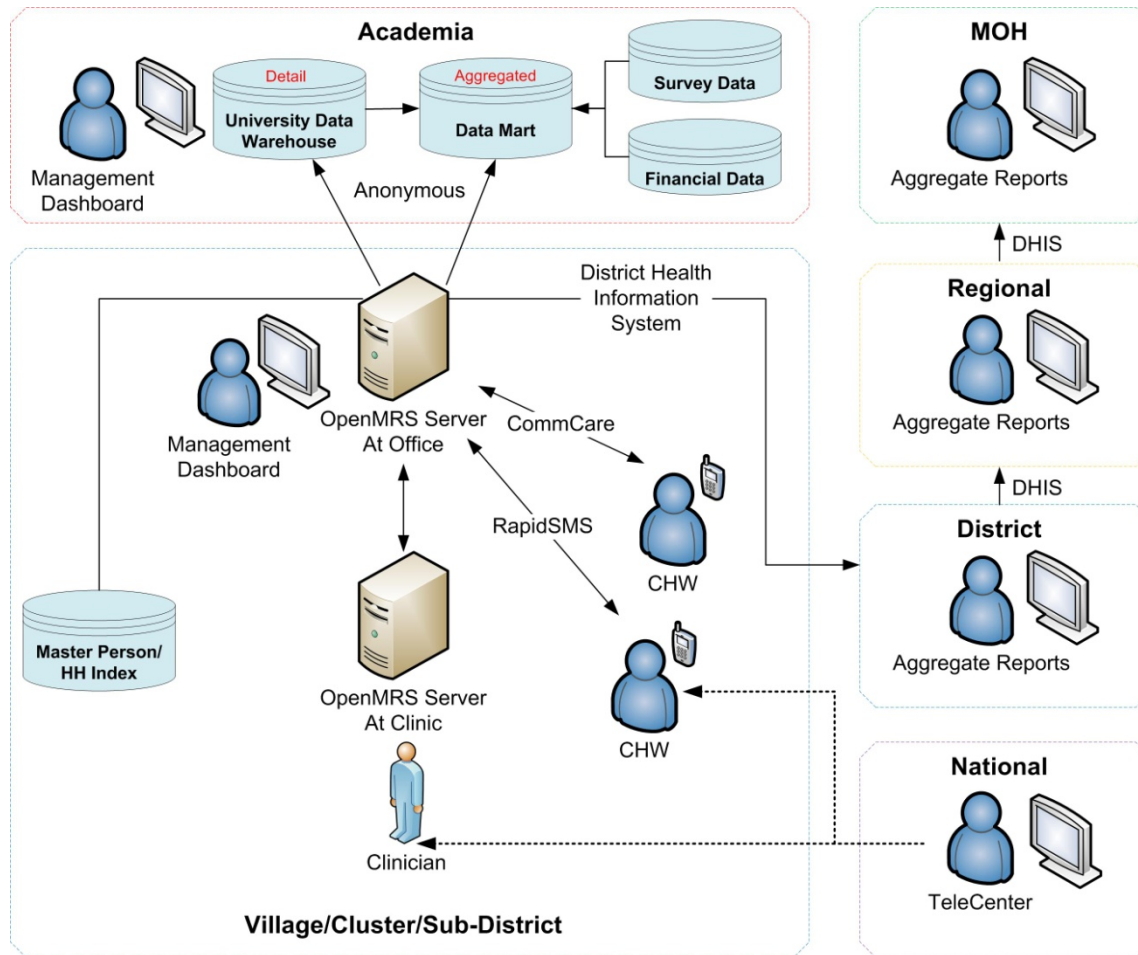 Academia
Detail
University Data
Warehouse
Aggregated
Data Mart
Survey Data
Financial Data
Management
Dashboard
Anonymous
District Health
Information
System
Management
Dashboard
OpenMRS Server
At Office
CommCare
CHW
RapidSMS
CHW
Master Person/
HH Index
OpenMRS Server
At Clinic
Clinician
Village/Cluster/Sub-District
MOH
Aggregate Reports
DHIS
Regional
Aggregate Reports
DHIS
District
Aggregate Reports
National
TeleCenter